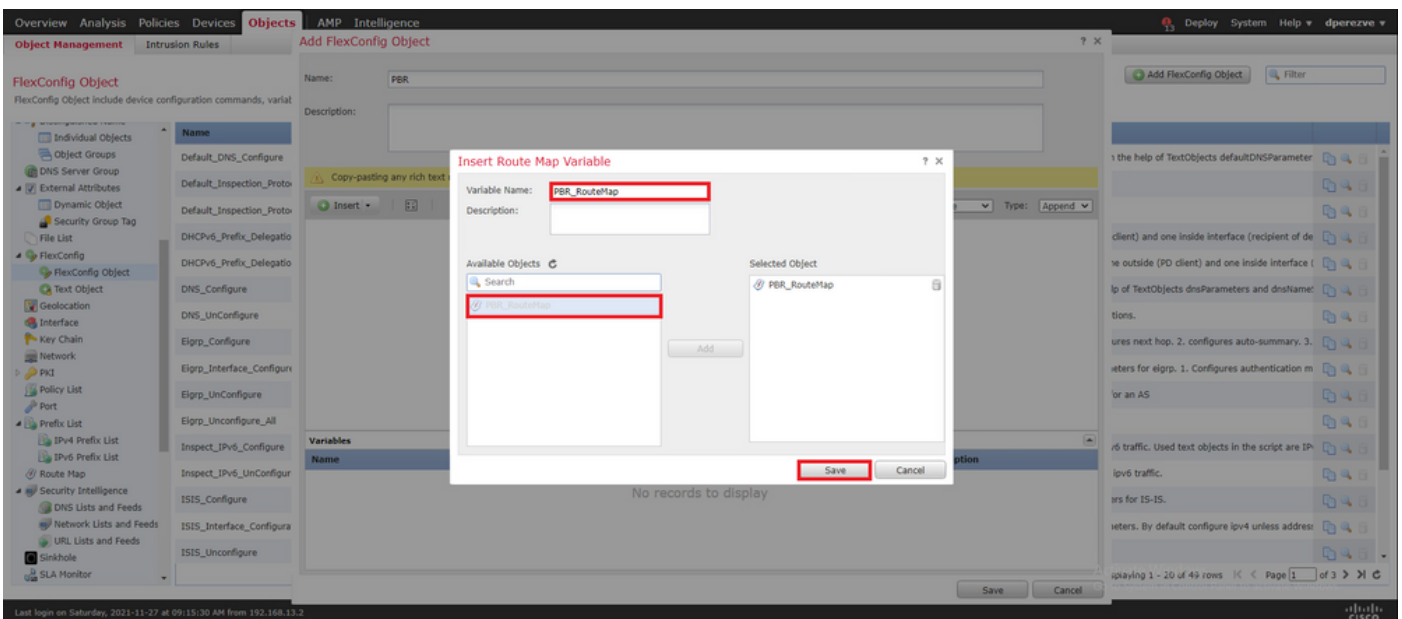 Overview Analysis Policies Devices Objects AMP Intelligence
13 Deploy System Help dperezve
Object Management Intrusion Rules
Add FlexConfig Object
? ×
FlexConfig Object
FlexConfig Object include device configuration commands, variab
Add FlexConfig Object
Filter
Name:
PBR
Description:
Individual Objects
Object Groups
DNS Server Group
External Attributes
Dynamic Object
Security Group Tag
File List
FlexConfig
FlexConfig Object
Text Object
Geolocation
Interface
Key Chain
Network
PKI
Policy List
Port
Prefix List
IPv4 Prefix List
IPv6 Prefix List
Route Map
Security Intelligence
DNS Lists and Feeds
Network Lists and Feeds
URL Lists and Feeds
Sinkhole
SLA Monitor
Name
Default_DNS_Configure
Default_Inspection_Proto
Default_Inspection_Proto
DHCPv6_Prefix_Delegatio
DHCPv6_Prefix_Delegatio
DNS_Configure
DNS_UnConfigure
Eigrp_Configure
Eigrp_Interface_Configure
Eigrp_UnConfigure
Eigrp_Unconfigure_All
Inspect_IPv6_Configure
Inspect_IPv6_UnConfigur
ISIS_Configure
ISIS_Interface_Configura
ISIS_Unconfigure
Copy-pasting any rich text
Insert
Type: Append
Insert Route Map Variable
? ×
Variable Name: PBR_RouteMap
Description:
Available Objects
Search
PBR_RouteMap
Add
Selected Object
PBR_RouteMap
Save Cancel
Variables
Name
ption
No records to display
Save Cancel
the help of TextObjects defaultDNSParameter
client) and one inside interface (recipient of de
outside (PD client) and one inside interface (
lp of TextObjects dnsParameters and dnsName
tions.
ures next hop. 2. configures auto-summary. 3.
eters for eigrp. 1. Configures authentication m
for an AS
v6 traffic. Used text objects in the script are IP
ipv6 traffic.
ers for IS-IS.
eters. By default configure ipv4 unless address
splaying 1 - 20 of 49 rows Page 1 of 3
Last login on Saturday, 2021-11-27 at 09:15:30 AM from 192.168.13.2
CISCO